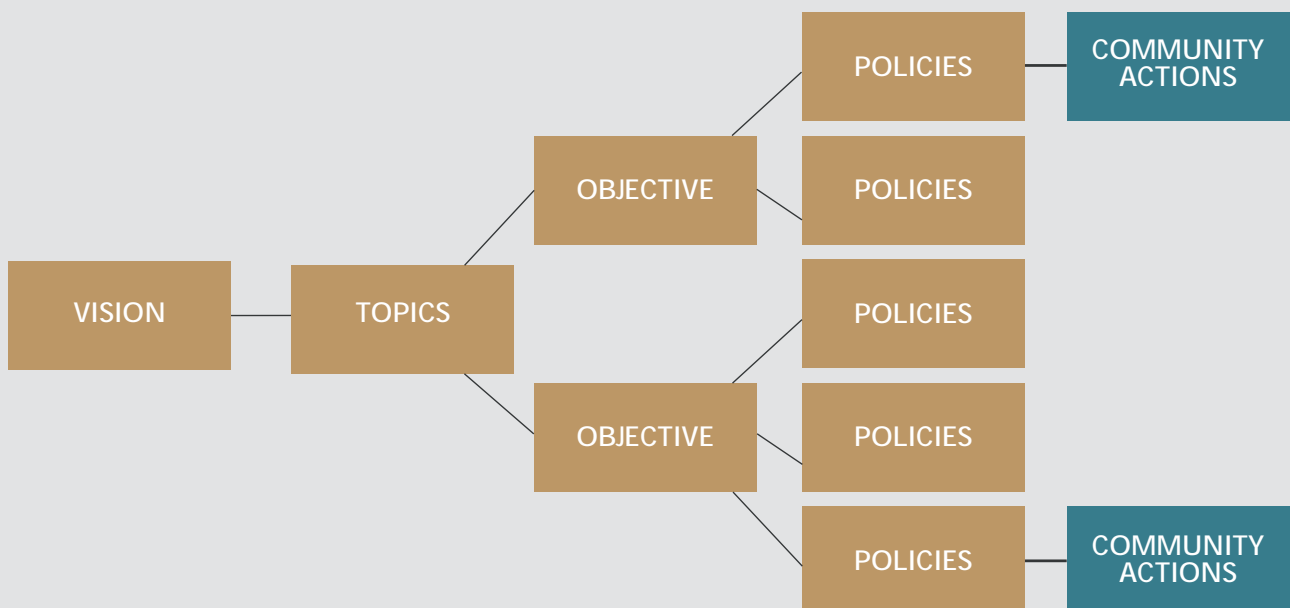 POLICIES
COMMUNITY
ACTIONS
OBJECTIVE
POLICIES
VISION
TOPICS
POLICIES
OBJECTIVE
POLICIES
POLICIES
COMMUNITY
ACTIONS